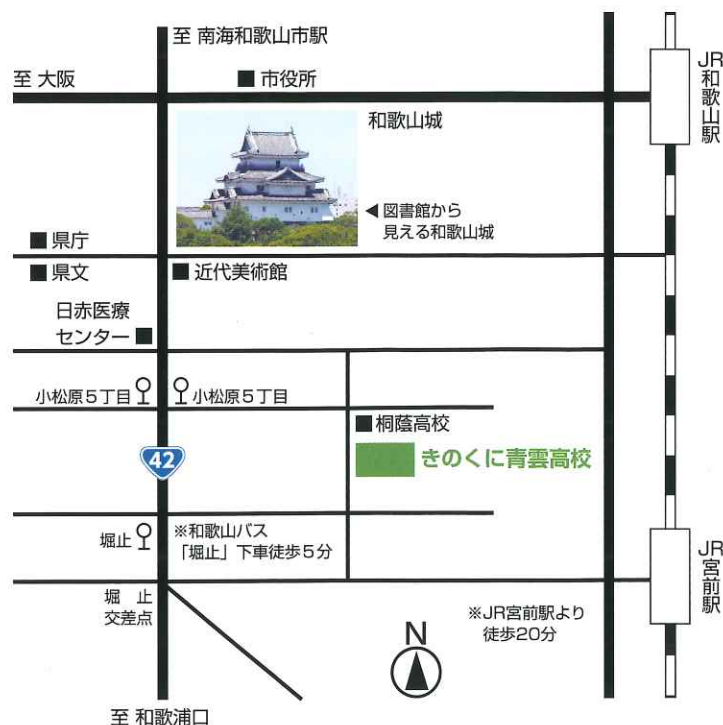 至 南海和歌山市駅
至 大阪
市役所
JR和歌山駅
和歌山城
◀図書館から
見える和歌山城
県庁
県文
近代美術館
日赤医療
センター
小松原5丁目
小松原5丁目
桐蔭高校
きのくに青雲高校
42
堀止
※和歌山バス
「堀止」下車徒歩5分
堀 止
交差点
JR宮前駅
※JR宮前駅より
徒歩20分
N
至 和歌浦口